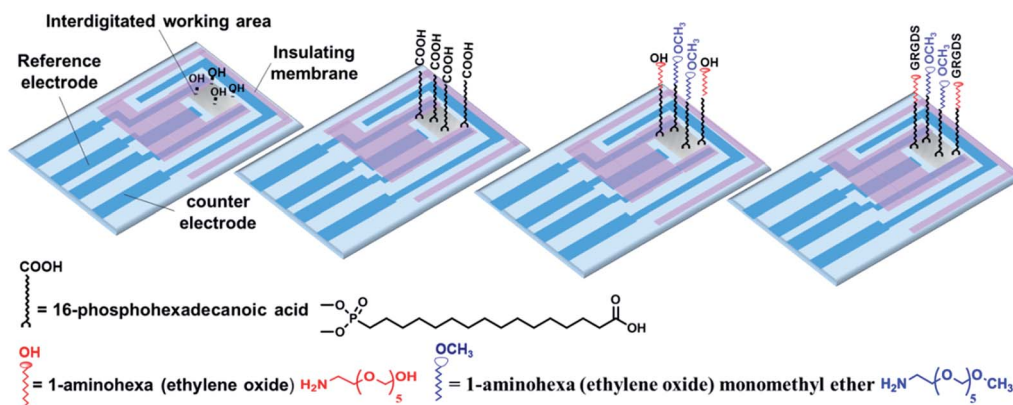 Interdigitated working area
Reference
electrode
OH
OH
OH
OH
Insulating
membrane
counter
electrode
COOH
COOH
COOH
COOH
OH
OCH3
OCH3
OH
GRGDS
OCH3
OCH3
GRGDS
COOH
= 16-phosphohexadecanoic acid
O
P
O
OH
OH
= 1-aminohexa (ethylene oxide)
H2N
O
OH
5
OCH3
= 1-aminohexa (ethylene oxide) monomethyl ether
H2N
O
O
CH3
5